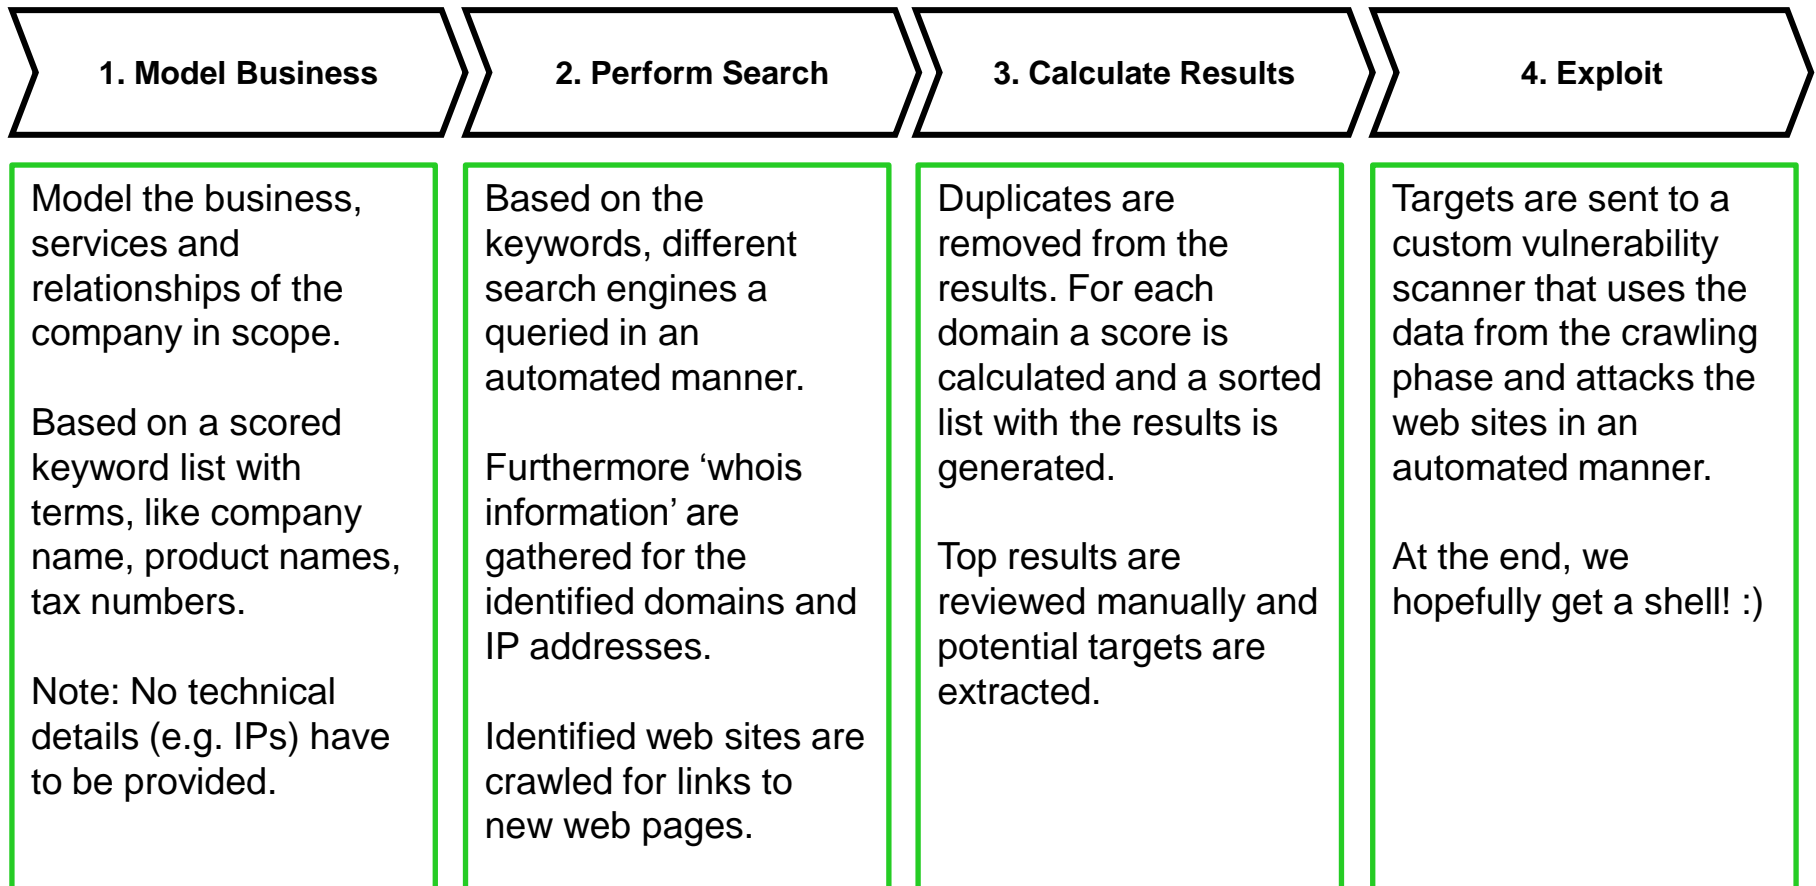 1. Model Business
2. Perform Search
3. Calculate Results
4. Exploit
Model the business,
services and
relationships of the
company in scope.
Based on a scored
keyword list with
terms, like company
name, product names,
tax numbers.
Note: No technical
details (e.g. IPs) have
to be provided.
Based on the
keywords, different
search engines a
queried in an
automated manner.
Furthermore ‘whois
information’ are
gathered for the
identified domains and
IP addresses.
Identified web sites are
crawled for links to
new web pages.
Duplicates are
removed from the
results. For each
domain a score is
calculated and a sorted
list with the results is
generated.
Top results are
reviewed manually and
potential targets are
extracted.
Targets are sent to a
custom vulnerability
scanner that uses the
data from the crawling
phase and attacks the
web sites in an
automated manner.
At the end, we
hopefully get a shell! :)